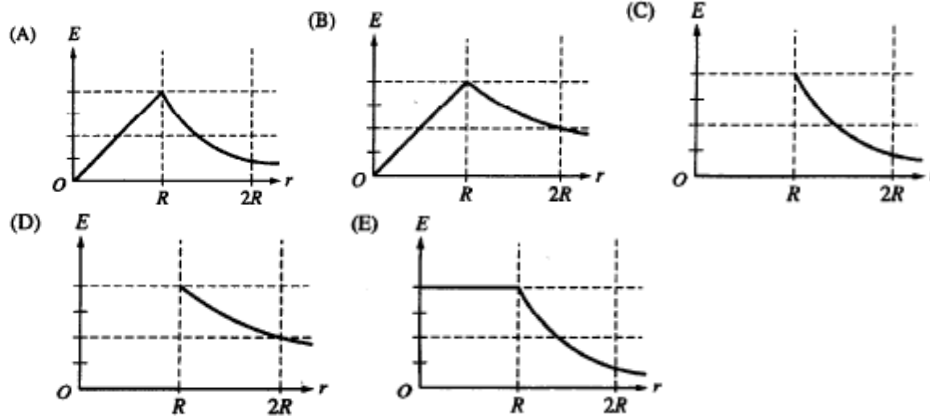 (A) E
O R 2R r
(B) E
O R 2R r
(C) E
O R 2R
(D) E
O R 2R r
(E) E
O R 2R r